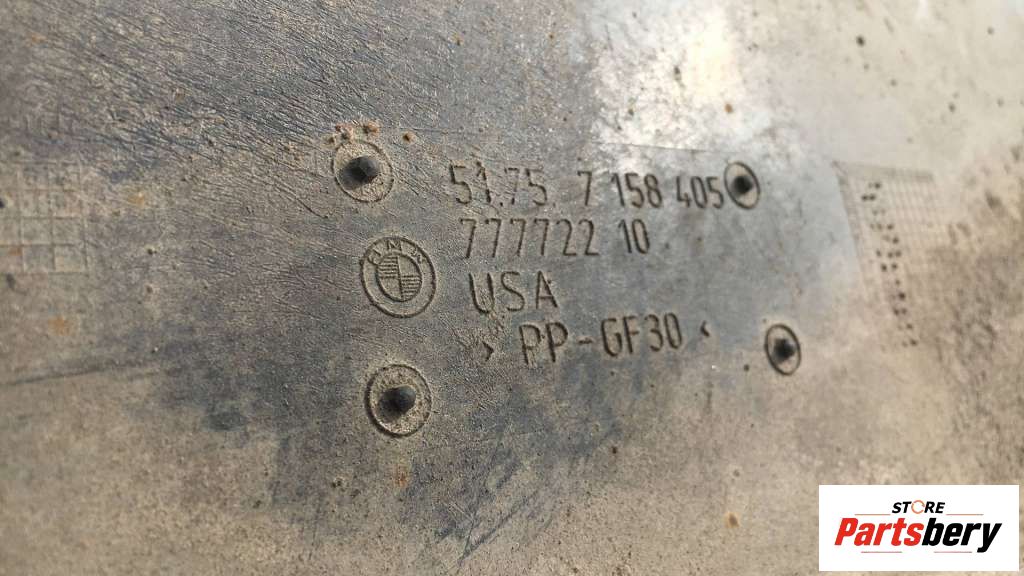 51.75 7 158 405
777722 10
BMW
USA
> PP-GF30 <
STORE
Partsbery